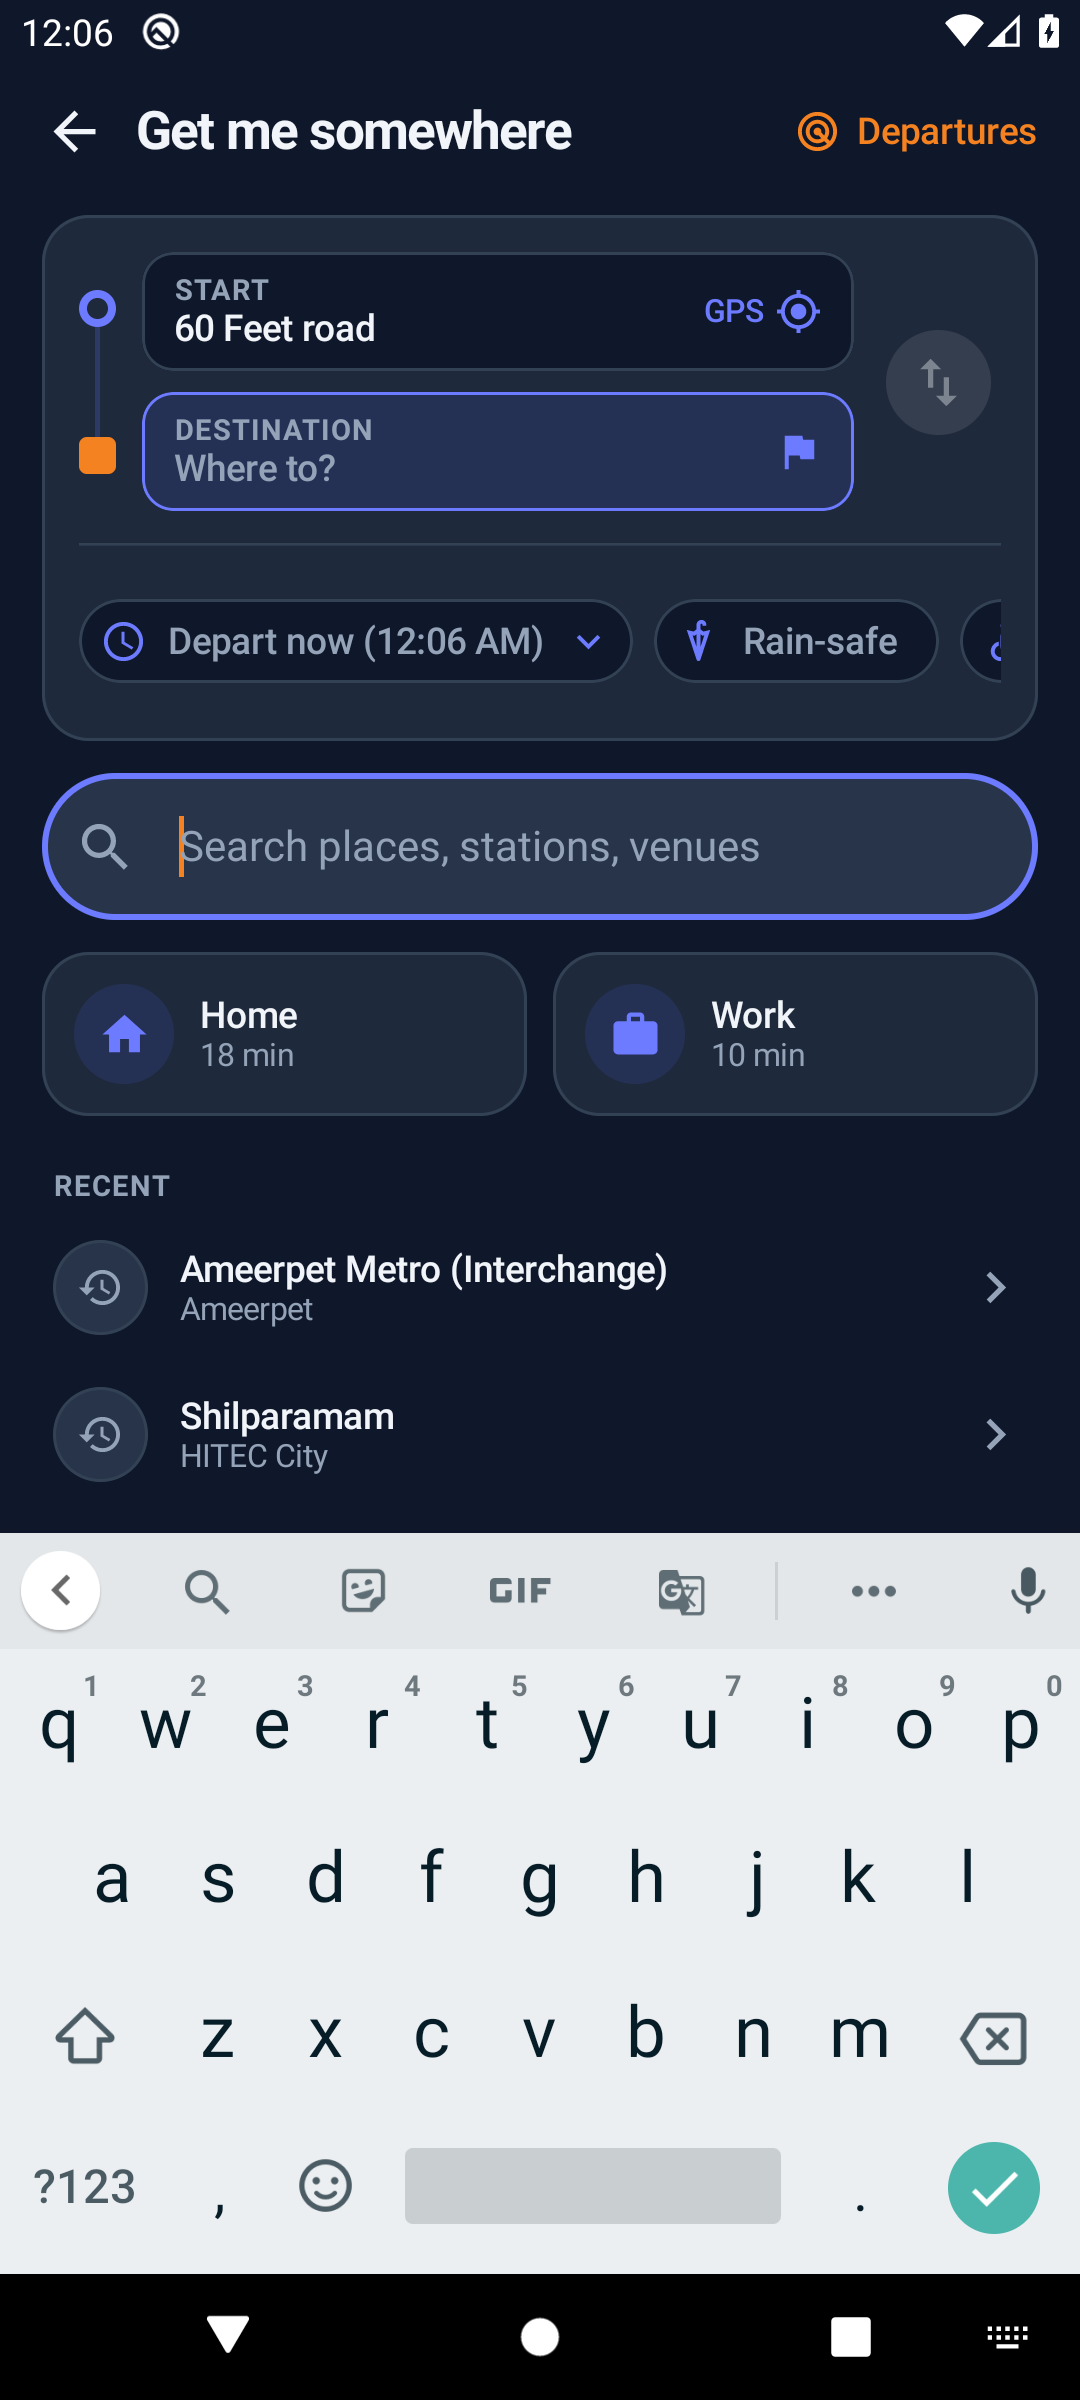 12:06
Get me somewhere
Departures
START
60 Feet road
GPS
DESTINATION
Where to?
Depart now (12:06 AM)
Rain-safe
Search places, stations, venues
Home
18 min
Work
10 min
RECENT
Ameerpet Metro (Interchange)
Ameerpet
Shilparamam
HITEC City
GIF
1 2 3 4 5 6 7 8 9 0
q w e r t y u i o p
a s d f g h j k l
z x c v b n m
?123 , .